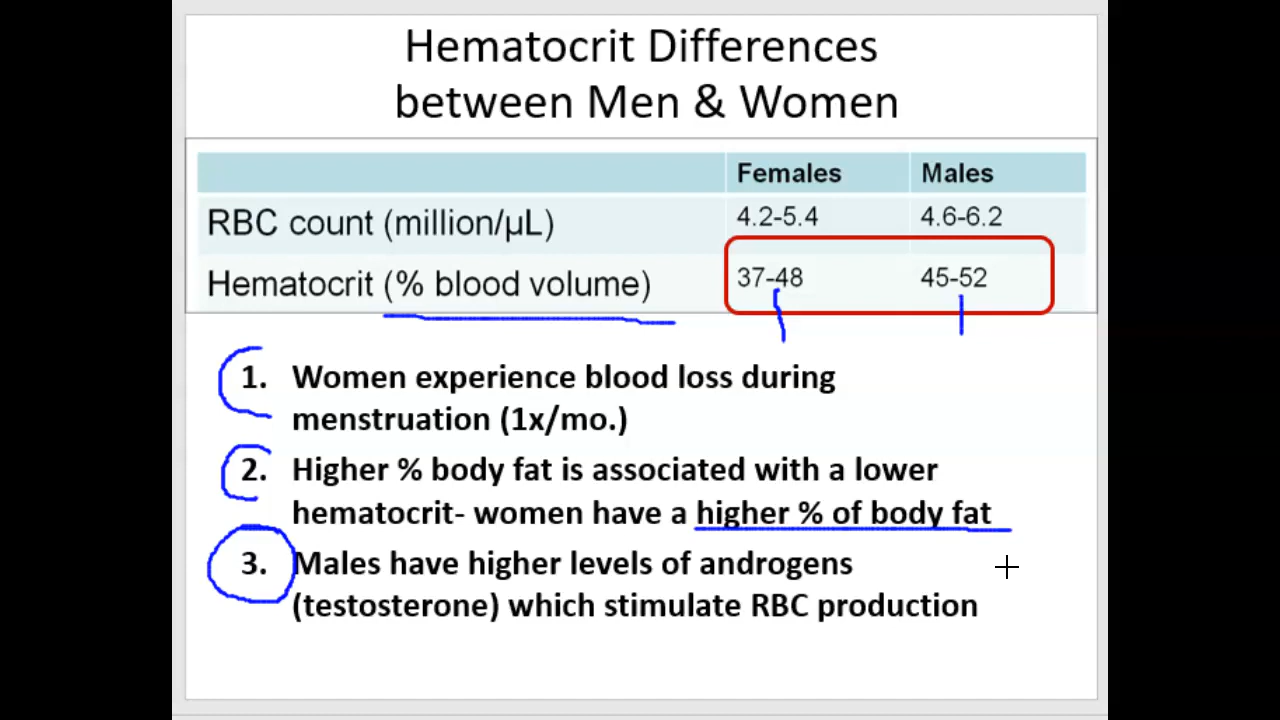 Hematocrit Differences
between Men & Women
Females Males
RBC count (million/µL) 4.2-5.4 4.6-6.2
Hematocrit (% blood volume) 37-48 45-52
1. Women experience blood loss during
menstruation (1x/mo.)
2. Higher % body fat is associated with a lower
hematocrit- women have a higher % of body fat
3. Males have higher levels of androgens
(testosterone) which stimulate RBC production